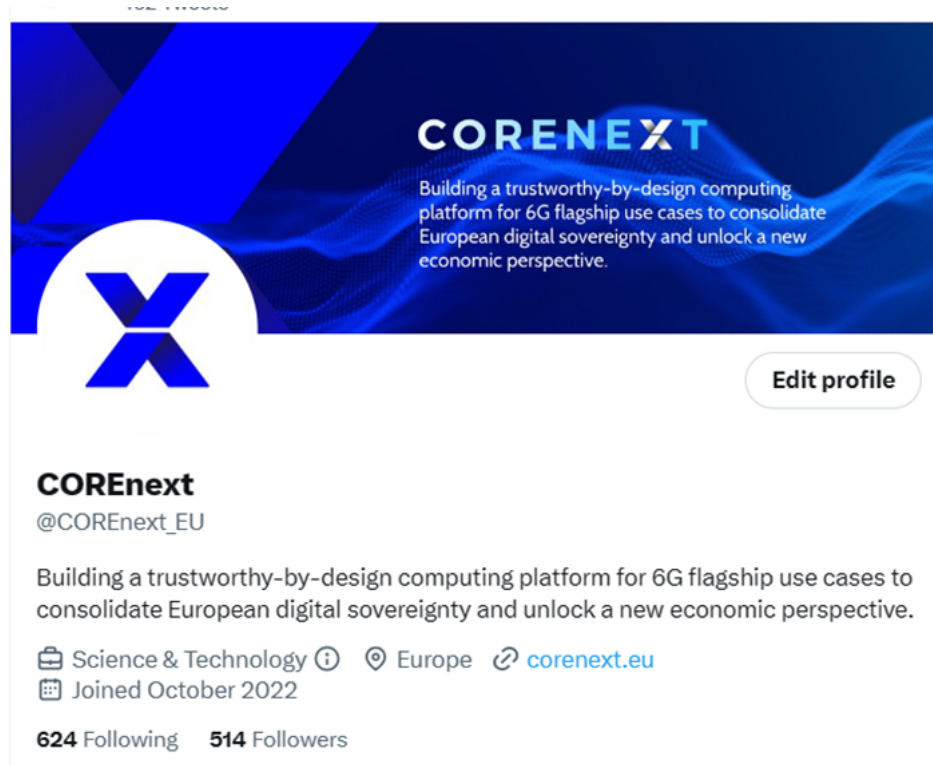 CORENEXT
Building a trustworthy-by-design computing
platform for 6G flagship use cases to consolidate
European digital sovereignty and unlock a new
economic perspective.
Edit profile
COREnext
@COREnext_EU
Building a trustworthy-by-design computing platform for 6G flagship use cases to
consolidate European digital sovereignty and unlock a new economic perspective.
Science & Technology Europe corenext.eu
Joined October 2022
624 Following 514 Followers